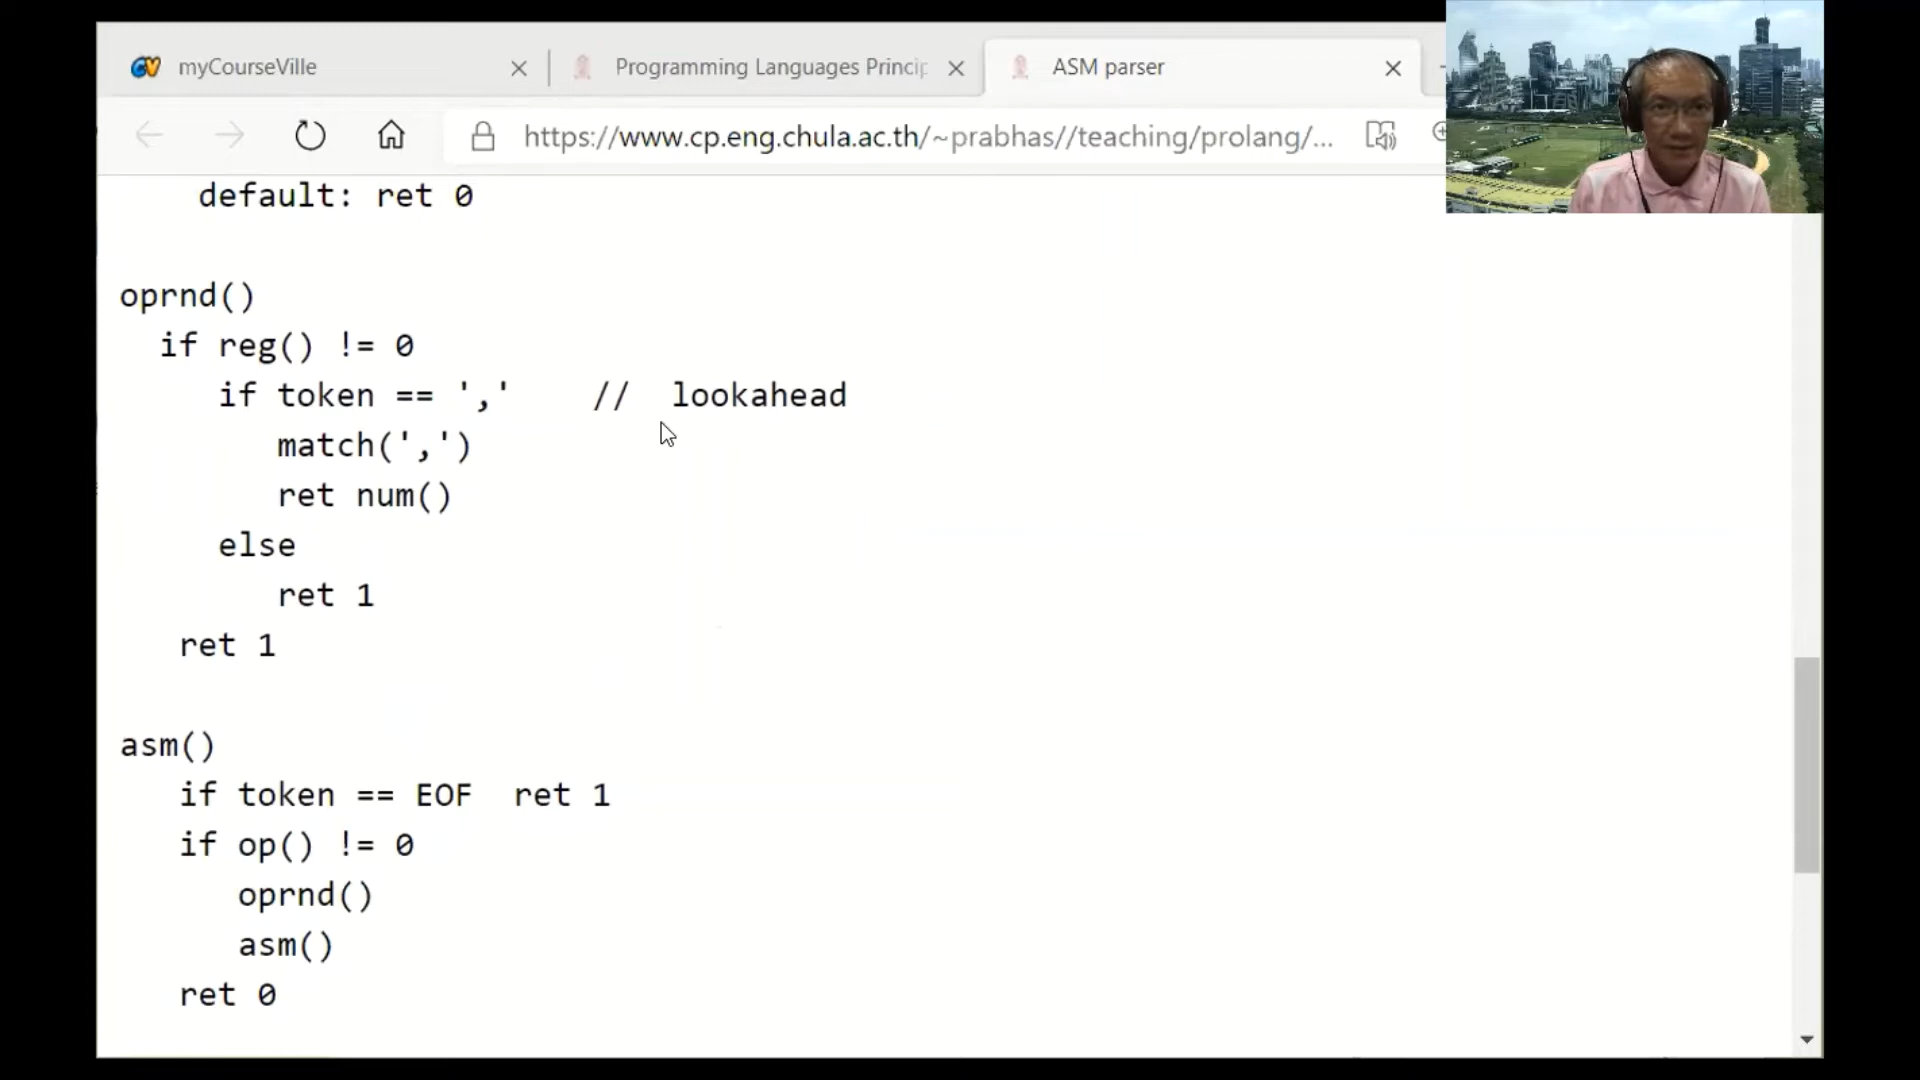 myCourseVille
Programming Languages Princip
ASM parser
https://www.cp.eng.chula.ac.th/~prabhas//teaching/prolang/...
default: ret 0
oprnd()
if reg() != 0
if token == ',' // lookahead
match(',')
ret num()
else
ret 1
ret 1
asm()
if token == EOF ret 1
if op() != 0
oprnd()
asm()
ret 0